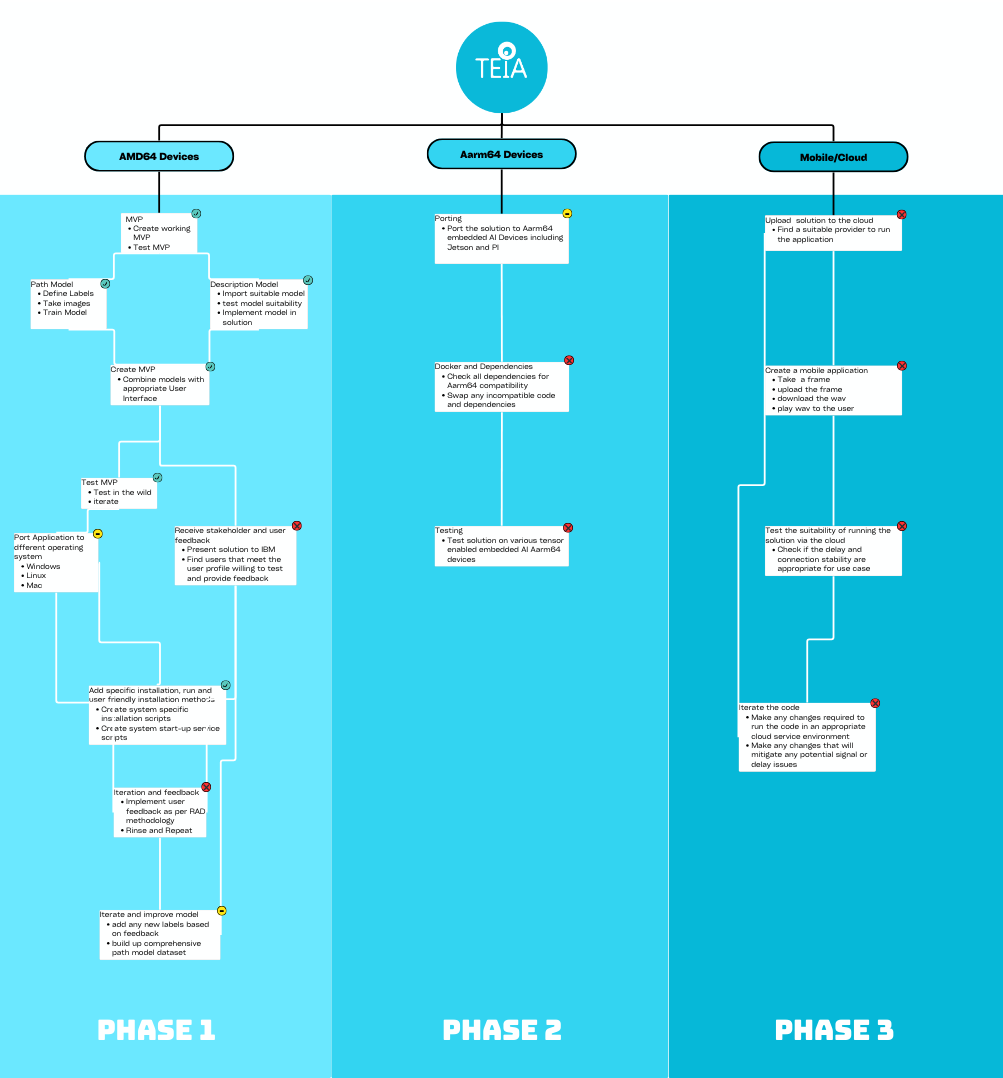 TEIA
AMD64 Devices
Aarm64 Devices
Mobile/Cloud
MVP
• Create working
MVP
• Test MVP
Path Model
• Define Labels
• Take images
• Train Model
Description Model
• Import suitable model
• test model suitability
• Implement model in
solution
Create MVP
• Combine models with
appropriate User
Interface
Test MVP
• Test in the wild
• iterate
Port Application to
dfferent operating
system
• Windows
• Linux
• Mac
Receive stakeholder and user
feedback
• Present solution to IBM
• Find users that meet the
user profile willing to test
and provide feedback
Add specific installation, run and
user friendly installation methods
• Create system specific
installation scripts
• Create system start-up service
scripts
Iteration and feedback
• Implement user
feedback as per RAD
methodology
• Rinse and Repeat
Iterate and improve model
• add any new labels based
on feedback
• build up comprehensive
path model dataset
PHASE 1
Porting
• Port the solution to Aarm64
embedded AI Devices including
Jetson and PI
Docker and Dependencies
• Check all dependencies for
Aarm64 compatibility
• Swap any incompatible code
and dependencies
Testing
• Test solution on various tensor
enabled embedded AI Aarm64
devices
PHASE 2
Upload solution to the cloud
• Find a suitable provider to run
the application
Create a mobile application
• Take a frame
• upload the frame
• download the wav
• play wav to the user
Test the suitability of running the
solution via the cloud
• Check if the delay and
connection stability are
appropriate for use case
Iterate the code
• Make any changes required to
run the code in an appropriate
cloud service environment
• Make any changes that will
mitigate any potential signal or
delay issues
PHASE 3